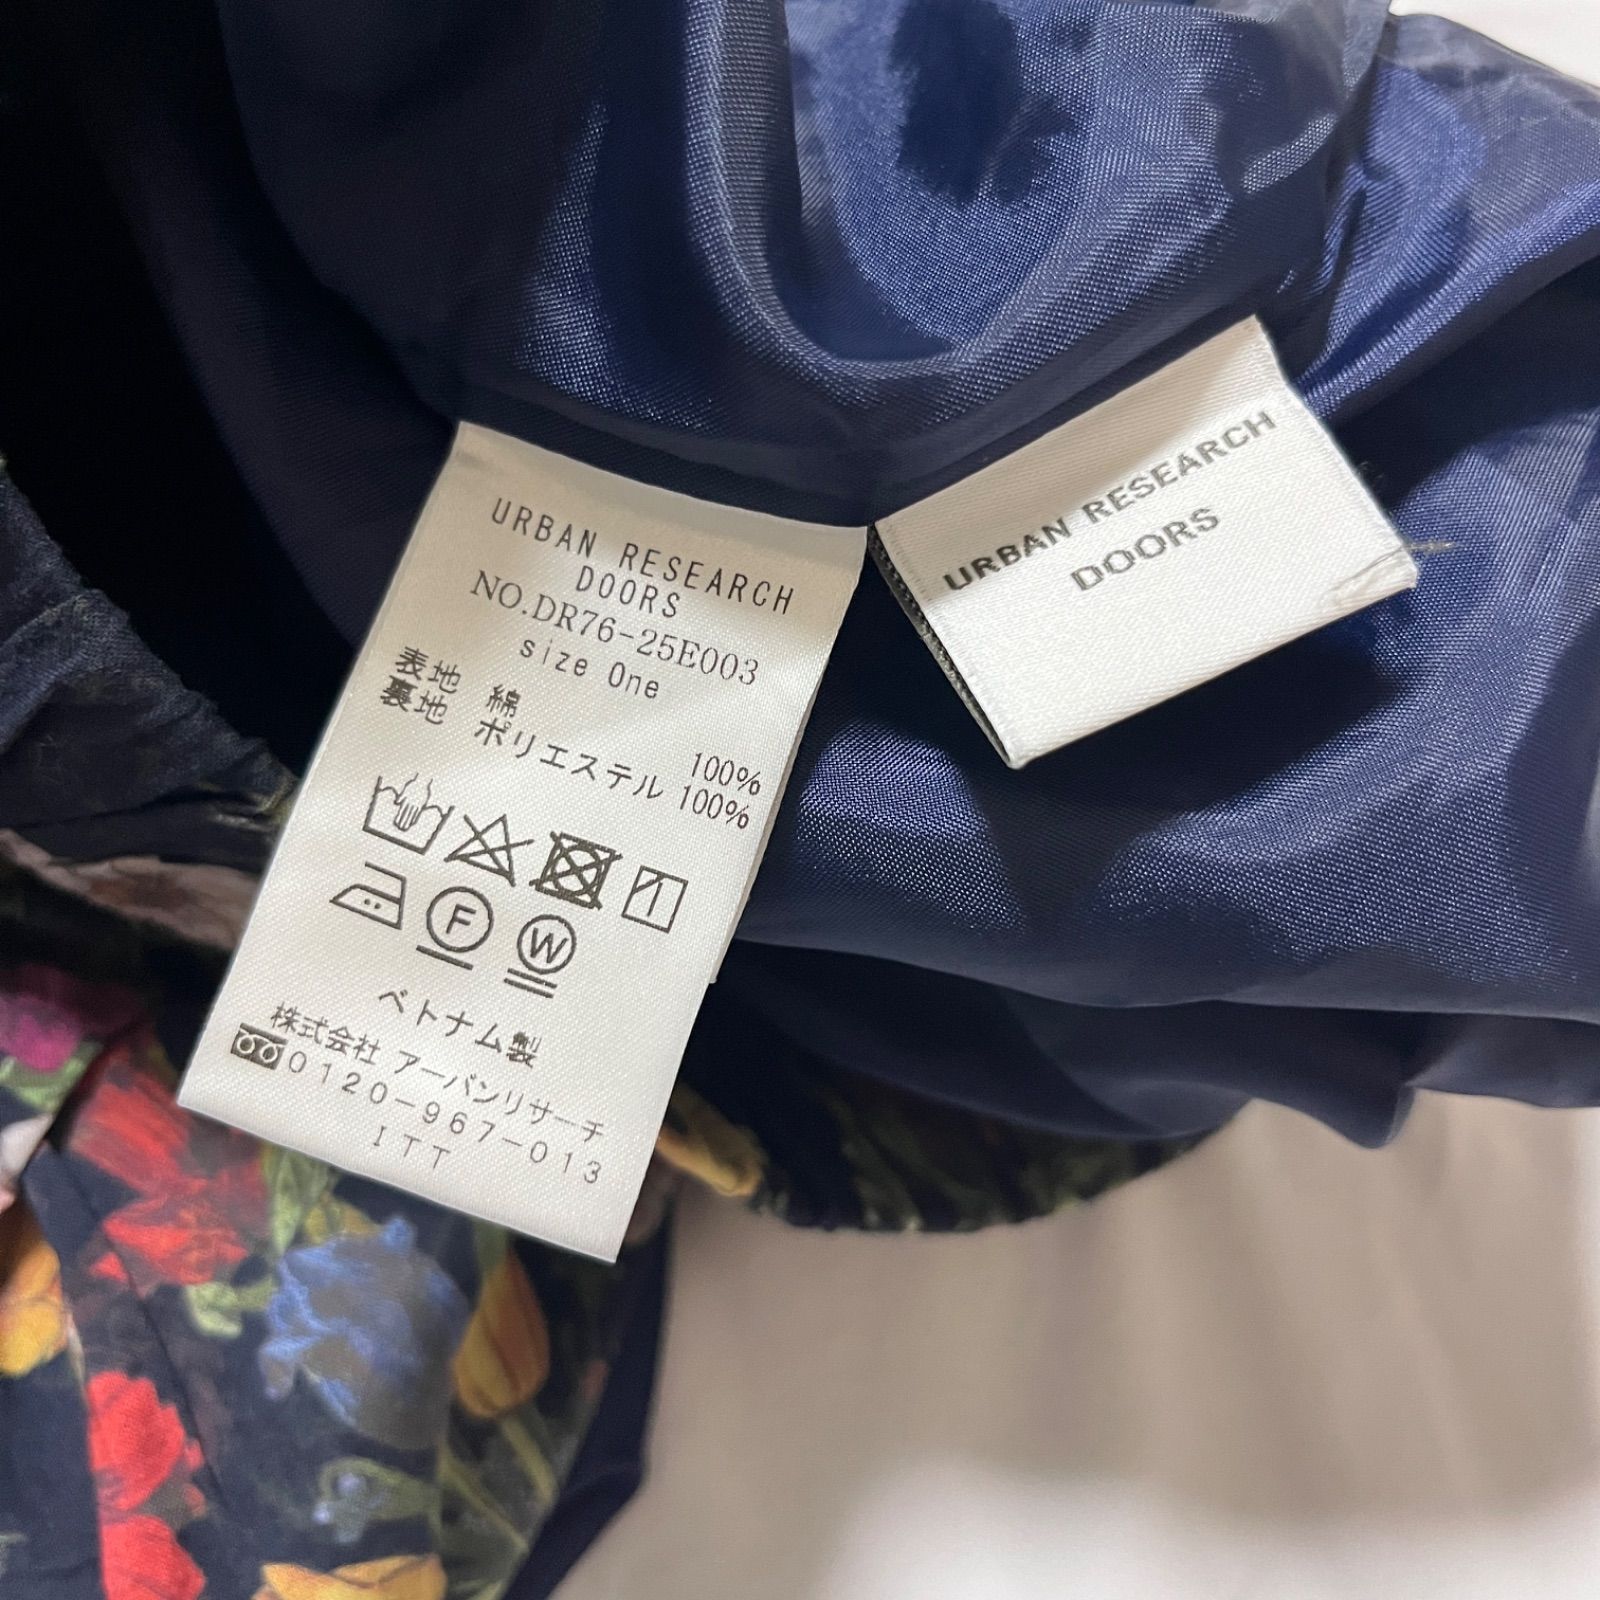 URBAN RESEARCH
DOORS
NO.DR76-25E003
size One
表地 綿 100%
裏地 ポリエステル 100%
F W
ベトナム製
株式会社 アーバンリサーチ
0120-967-013
ITT
URBAN RESEARCH
DOORS